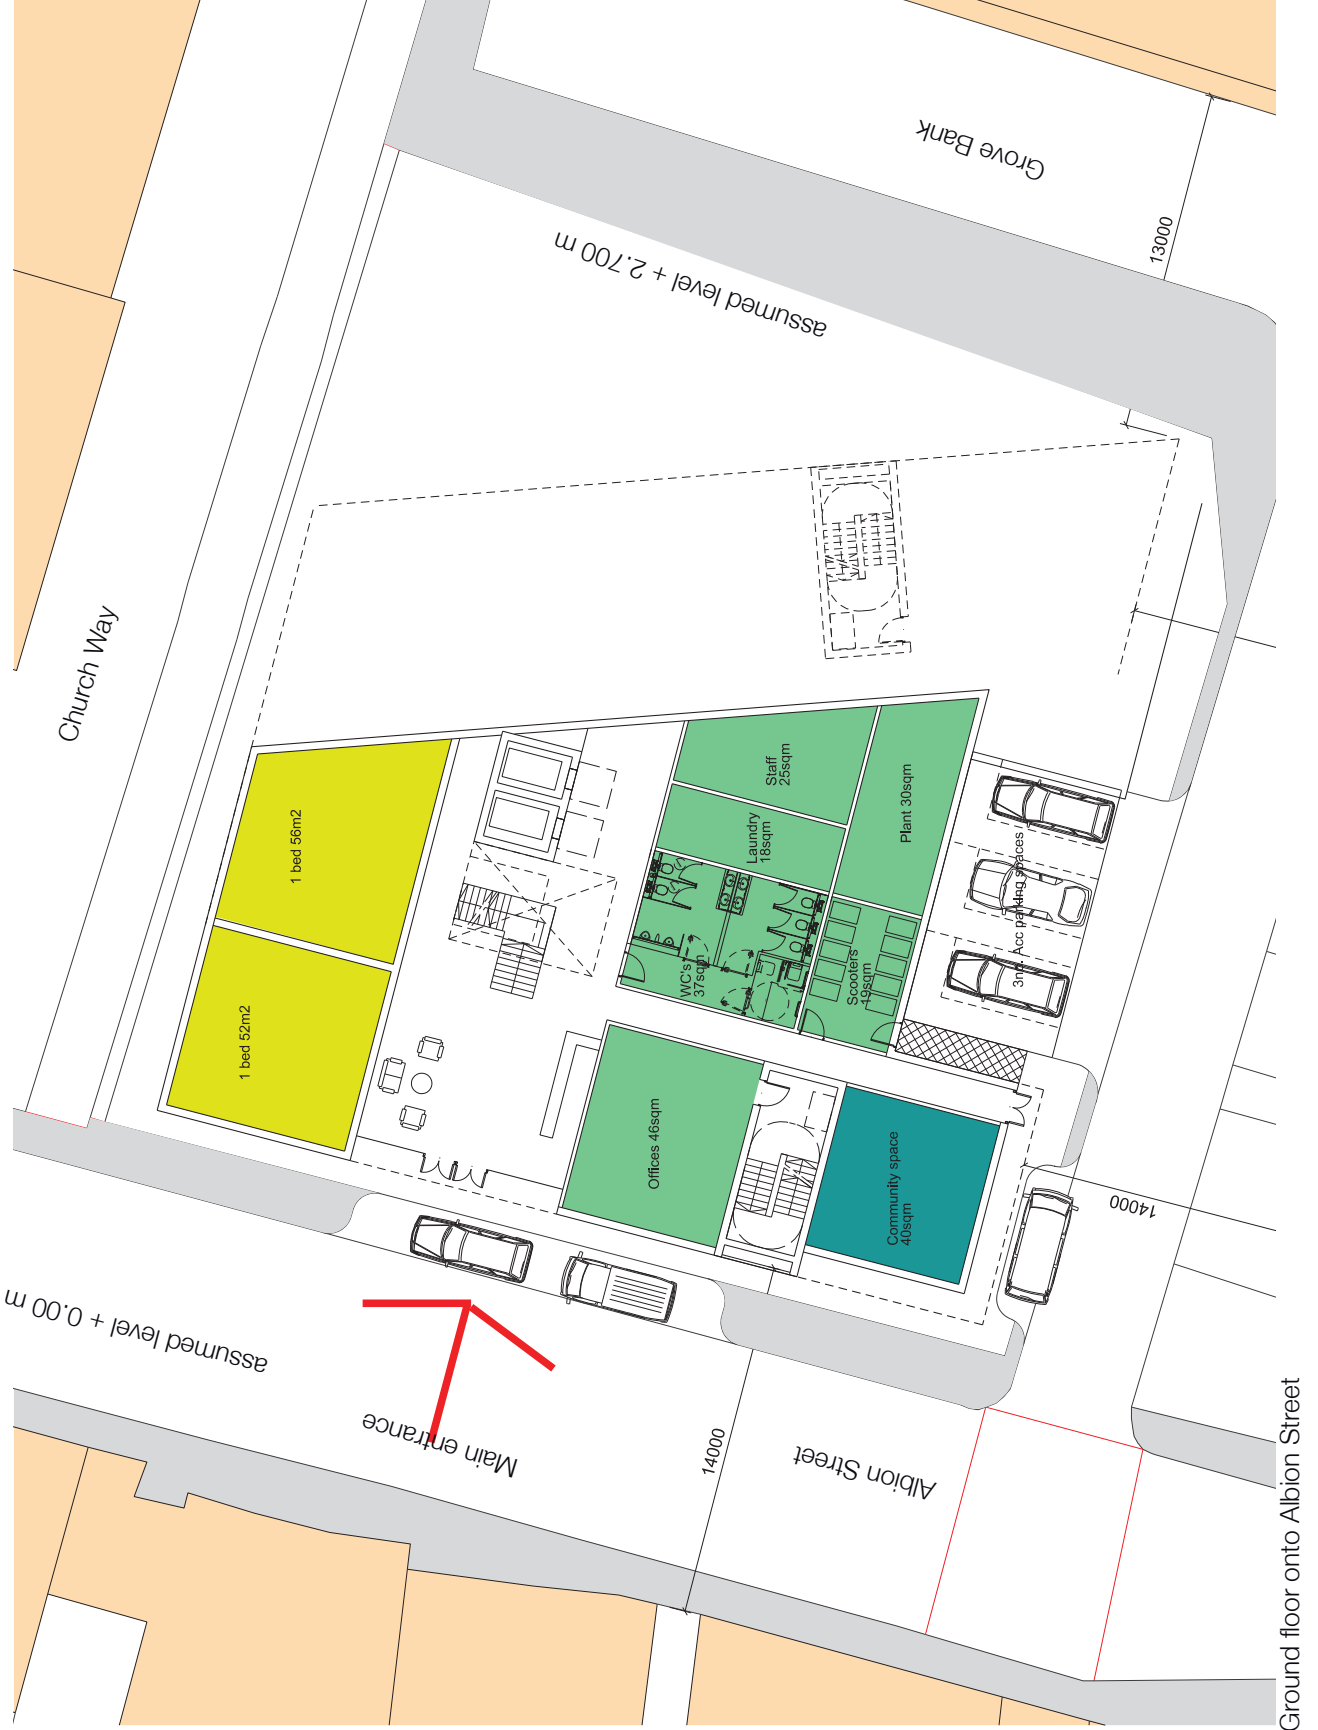 Grove Bank
13000
assumed level + 2.700 m
Church Way
1 bed 56m2
1 bed 52m2
Staff
25sqm
Laundry
18sqm
Plant 30sqm
WC's
37sqm
Scooters
19sqm
3no. Acc parking spaces
Offices 46sqm
Community space
40sqm
14000
assumed level + 0.00 m
Main entrance
14000
Albion Street
Ground floor onto Albion Street